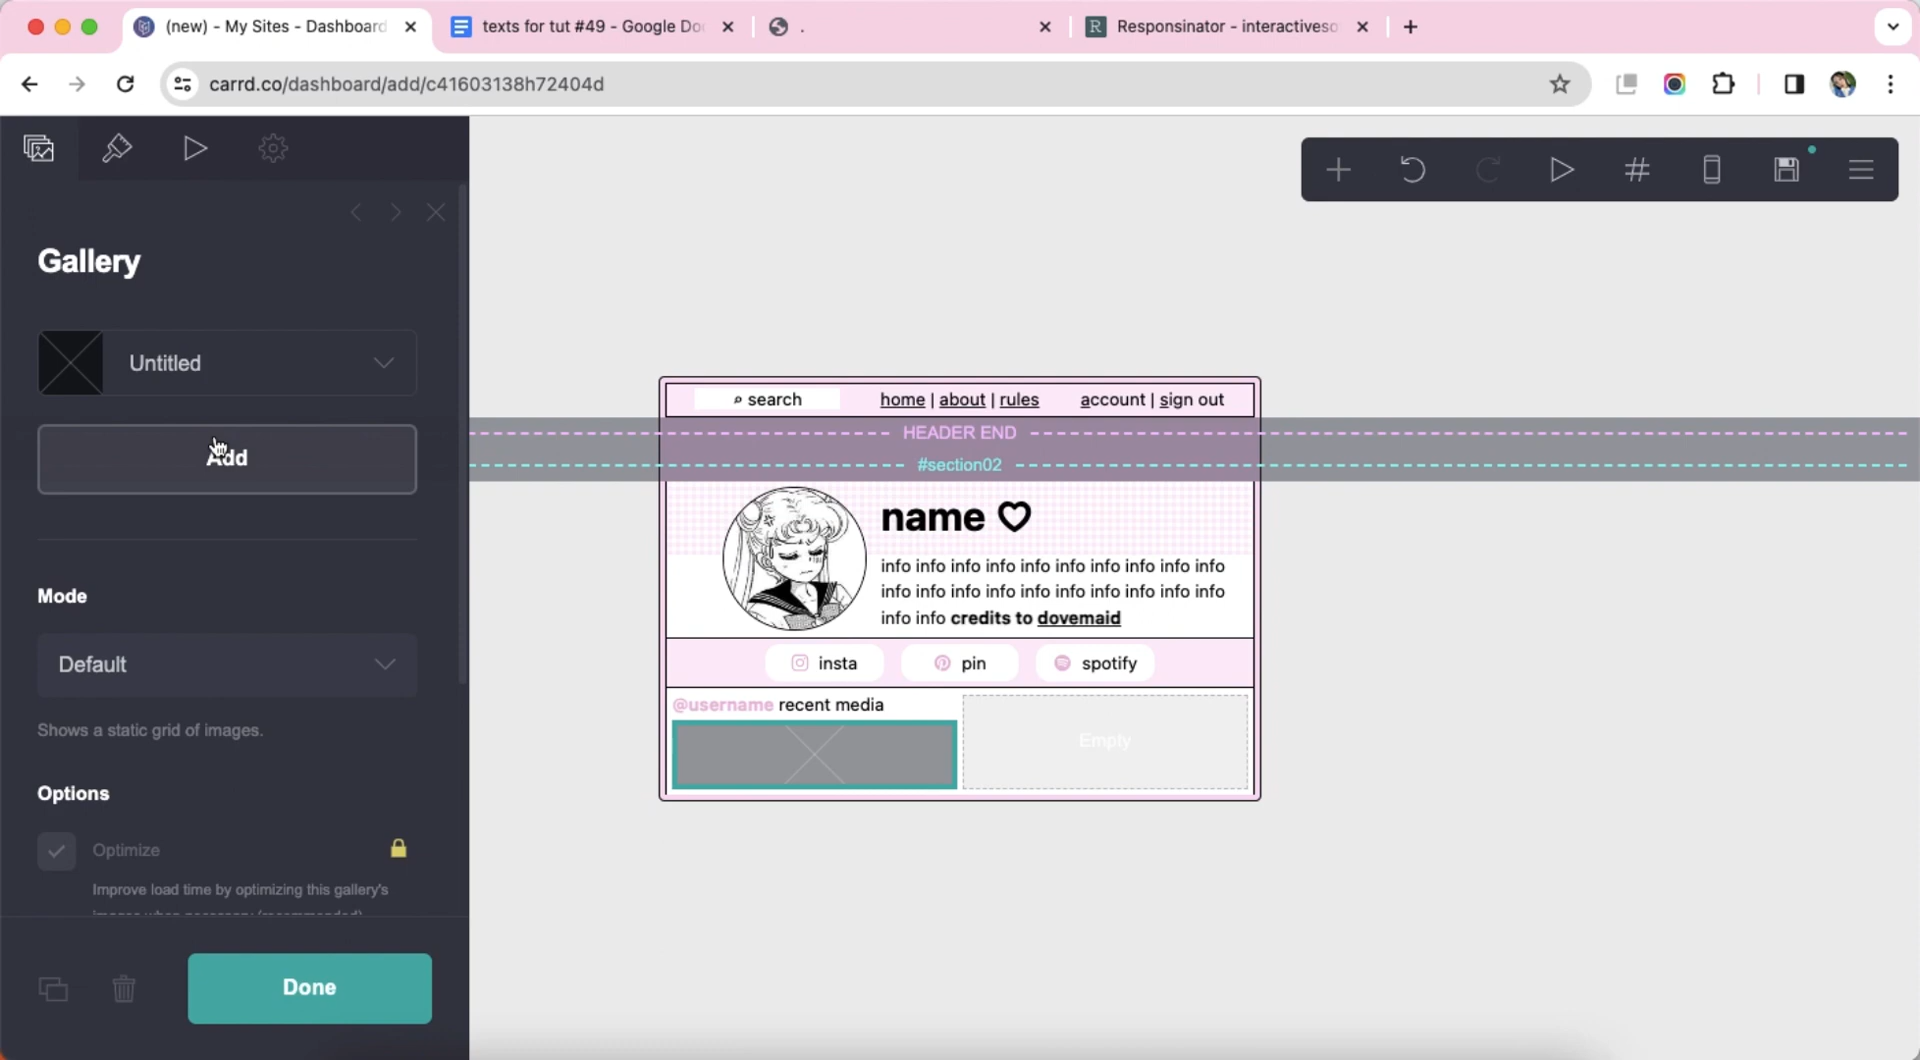 (new) - My Sites - Dashboard
texts for tut #49 - Google Do
.
Responsinator - interactiveso
carrd.co/dashboard/add/c41603138h72404d
Gallery
Untitled
Add
Mode
Default
Shows a static grid of images.
Options
Optimize
Improve load time by optimizing this gallery's
images when necessary (recommended)
Done
search
home | about | rules
account | sign out
HEADER END
#section02
name ♡
info info info info info info info info info info
info info info info info info info info info info
info info credits to dovemaid
insta
pin
spotify
@username recent media
Empty